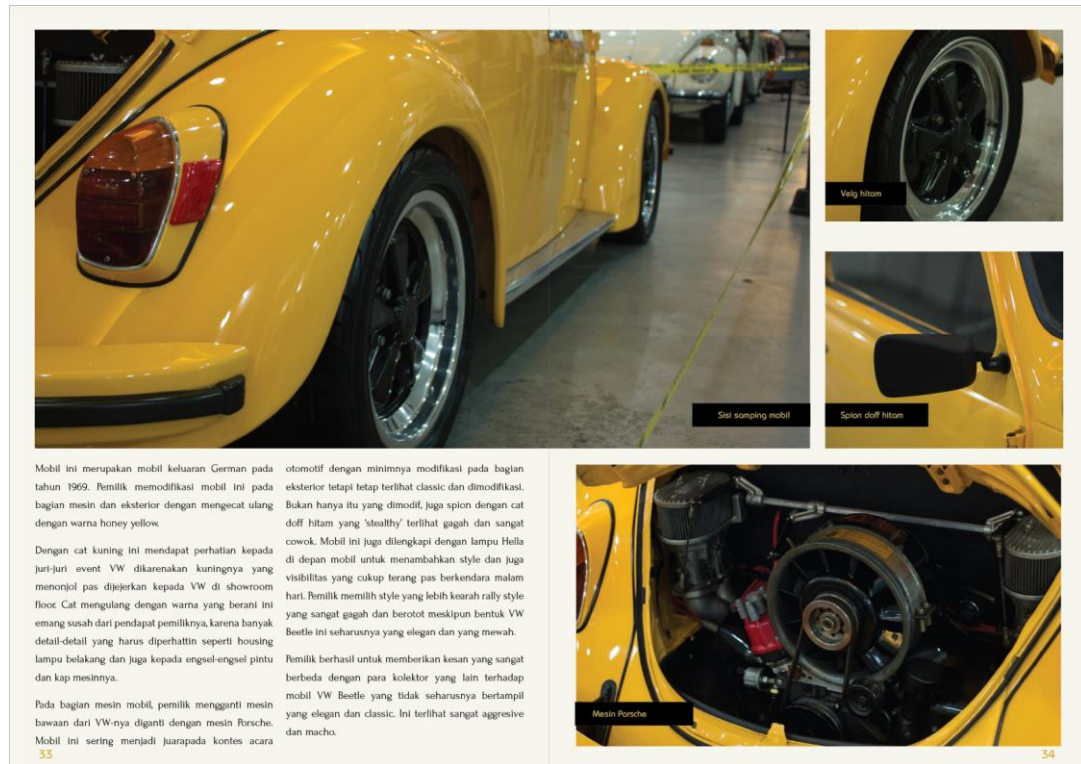 Velg hitam
Sisi samping mobil
Spion doff hitam
Mobil ini merupakan mobil keluaran German pada
tahun 1969. Pemilik memodifikasi mobil ini pada
bagian mesin dan eksterior dengan mengecat ulang
dengan warna honey yellow.
Dengan cat kuning ini mendapat perhatian kepada
juri-juri event VW dikarenakan kuningnya yang
menonjol pas dijejerkan kepada VW di showroom
floor. Cat mengulang dengan warna yang berani ini
emang susah dari pendapat pemiliknya, karena banyak
detail-detail yang harus diperhattin seperti housing
lampu belakang dan juga kepada engsel-engsel pintu
dan kap mesinnya.
Pada bagian mesin mobil, pemilik mengganti mesin
bawaan dari VW-nya diganti dengan mesin Porsche.
Mobil ini sering menjadi juarapada kontes acara
otomotif dengan minimnya modifikasi pada bagian
eksterior tetapi tetap terlihat classic dan dimodifikasi.
Bukan hanya itu yang dimodif, juga spion dengan cat
doff hitam yang 'stealthy' terlihat gagah dan sangat
cowok. Mobil ini juga dilengkapi dengan lampu Hella
di depan mobil untuk menambahkan style dan juga
visibilitas yang cukup terang pas berkendara malam
hari. Pemilik memilih style yang lebih kearah rally style
yang sangat gagah dan berotot meskipun bentuk VW
Beetle ini seharusnya yang elegan dan yang mewah.
Pemilik berhasil untuk memberikan kesan yang sangat
berbeda dengan para kolektor yang lain terhadap
mobil VW Beetle yang tidak seharusnya bertampil
yang elegan dan classic. Ini terlihat sangat aggresive
dan macho.
Mesin Porsche
33
34